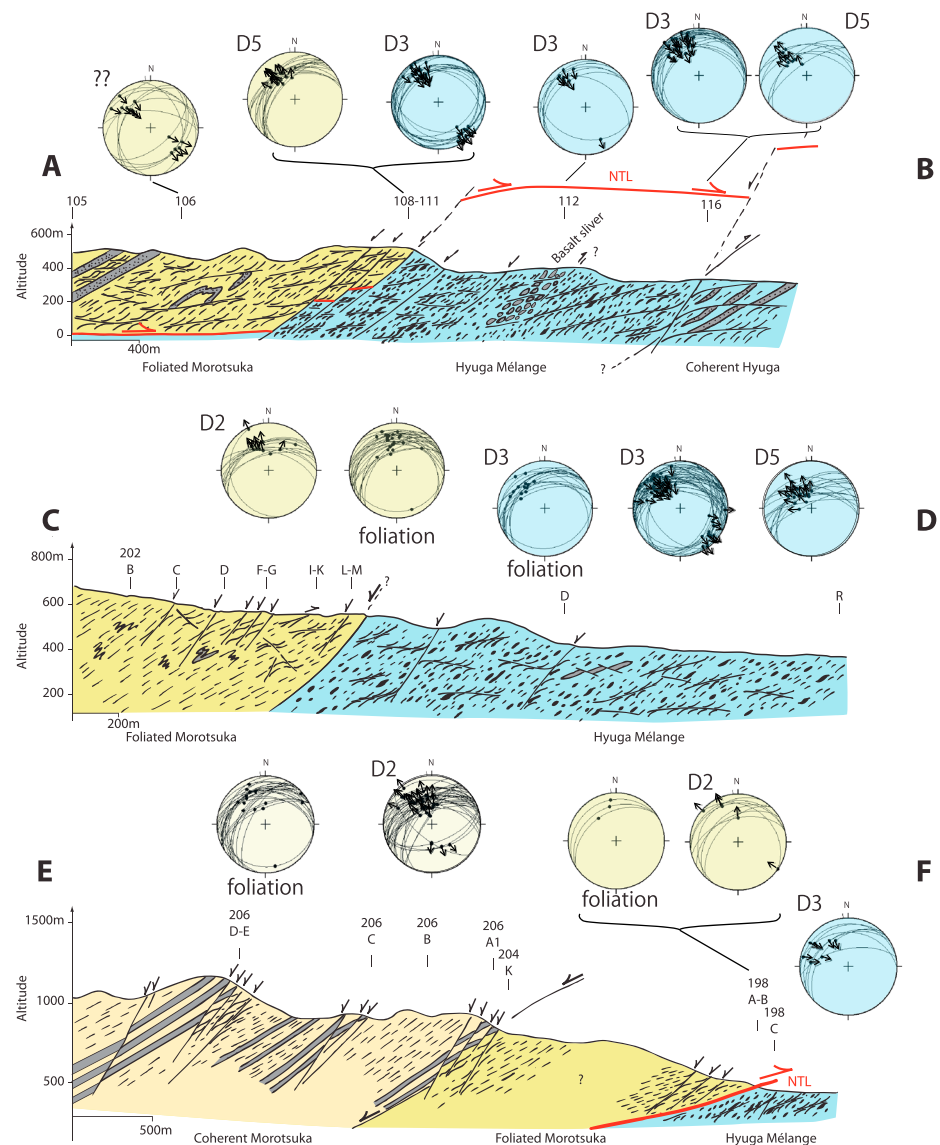 D5
D3
D3
D3
D5
??
N
N
N
N
N
N
A
B
NTL
105
106
108-111
112
116
600m
400
200
0
Altitude
Basalt sliver
?
?
400m
Foliated Morotsuka
Hyuga Mélange
Coherent Hyuga
D2
N
N
D3
N
D3
N
D5
N
foliation
foliation
C
D
202
B
C
D
F-G
I-K
L-M
?
D
R
800m
600
400
200
Altitude
200m
Foliated Morotsuka
Hyuga Mélange
N
D2
N
N
D2
N
foliation
foliation
E
F
D3
N
206
D-E
206
C
206
B
206
A1
204
K
198
A-B
198
C
1500m
1000
500
Altitude
?
NTL
500m
Coherent Morotsuka
Foliated Morotsuka
Hyuga Mélange